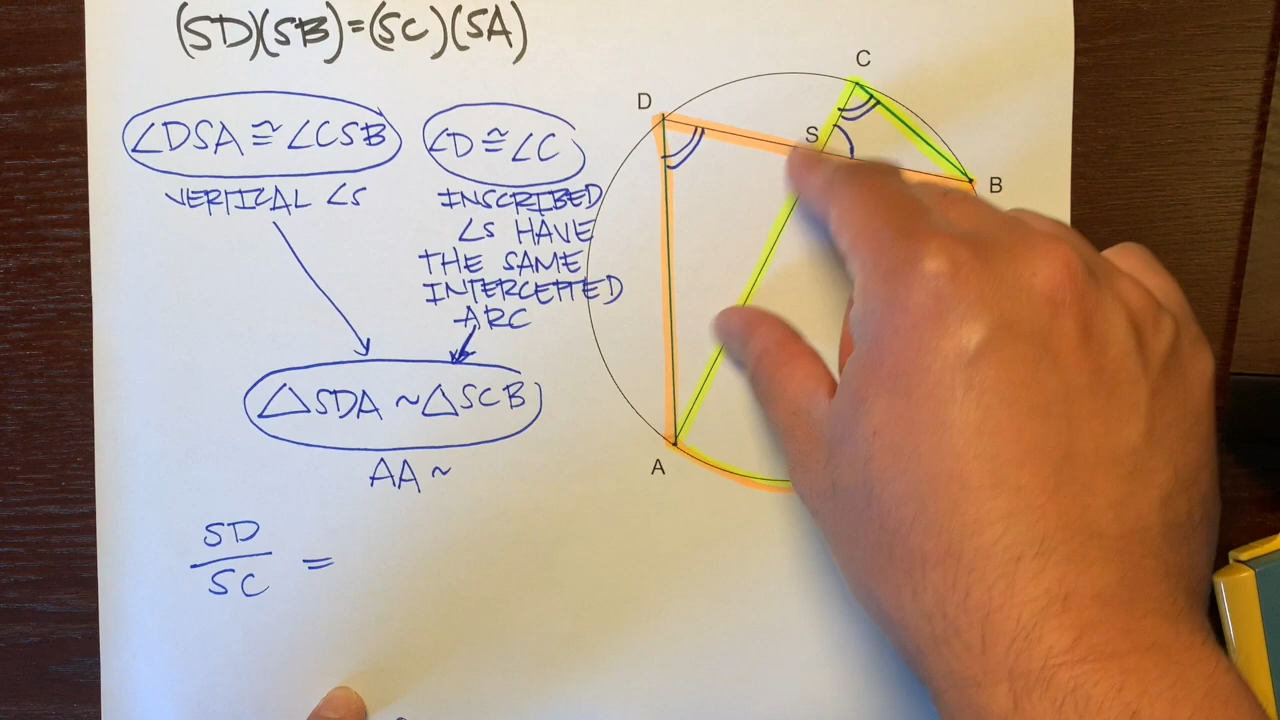 (SD)(SB)=(SC)(SA)
∠DSA ≅ ∠CSB
VERTICAL ∠S
∠D ≅ ∠C
INSCRIBED
∠S HAVE
THE SAME
INTERCEPTED
ARC
△SDA ~ △SCB
AA ~
SD
SC
=
C
D
S
B
A